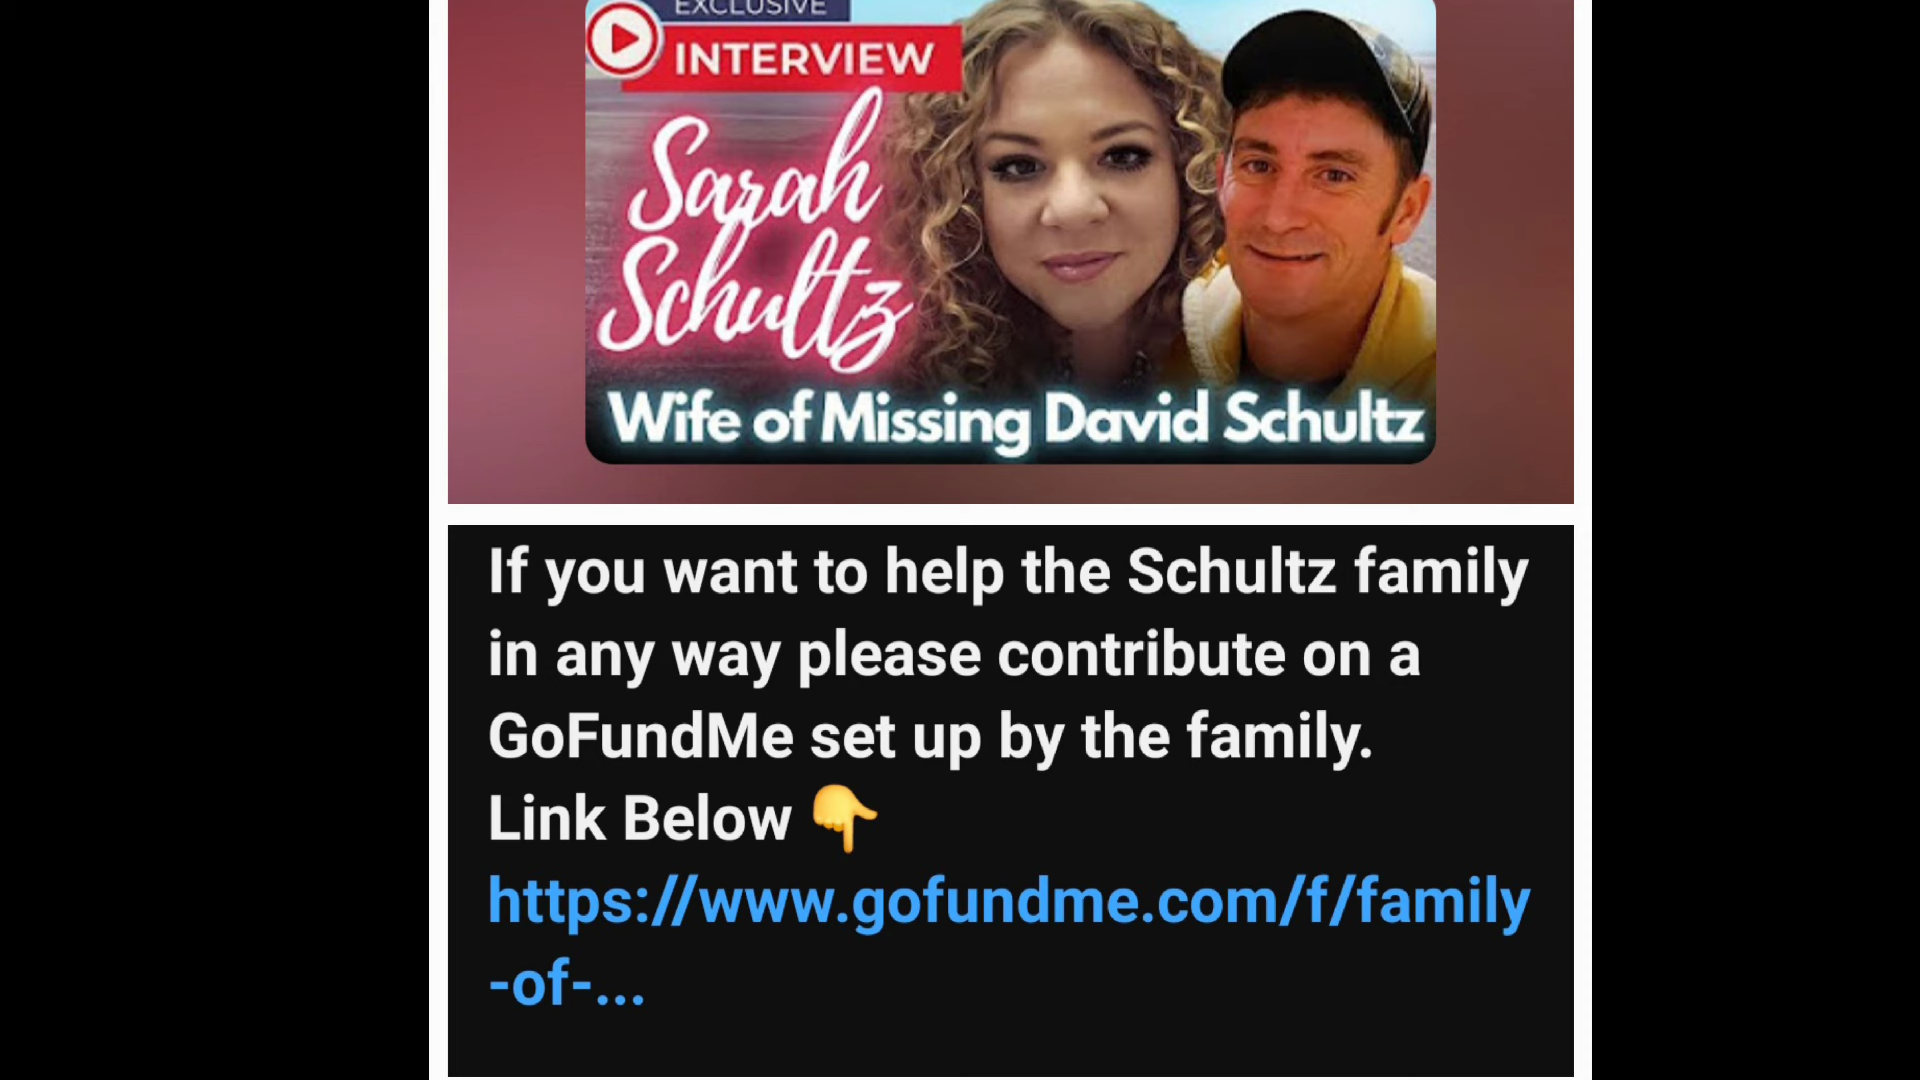 EXCLUSIVE
INTERVIEW
Sarah
Schultz
Wife of Missing David Schultz
If you want to help the Schultz family
in any way please contribute on a
GoFundMe set up by the family.
Link Below 👇
https://www.gofundme.com/f/family
-of-...